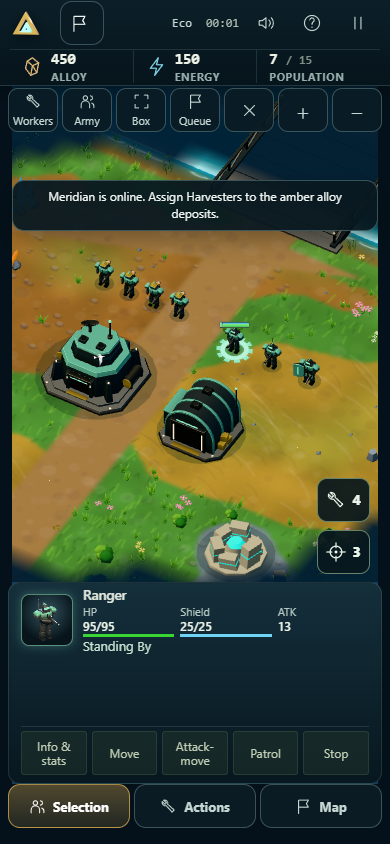 Eco 00:01
450 ALLOY
150 ENERGY
7 / 15 POPULATION
Workers
Army
Box
Queue
Meridian is online. Assign Harvesters to the amber alloy
deposits.
4
3
Ranger
HP Shield ATK
95/95 25/25 13
Standing By
Info & stats
Move
Attack-move
Patrol
Stop
Selection
Actions
Map